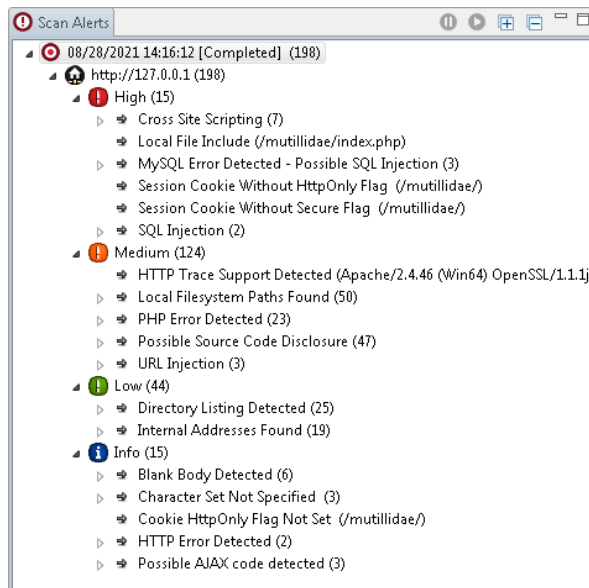 Scan Alerts
08/28/2021 14:16:12 [Completed] (198)
http://127.0.0.1 (198)
High (15)
Cross Site Scripting (7)
Local File Include (/mutillidae/index.php)
MySQL Error Detected - Possible SQL Injection (3)
Session Cookie Without HttpOnly Flag (/mutillidae/)
Session Cookie Without Secure Flag (/mutillidae/)
SQL Injection (2)
Medium (124)
HTTP Trace Support Detected (Apache/2.4.46 (Win64) OpenSSL/1.1.1j
Local Filesystem Paths Found (50)
PHP Error Detected (23)
Possible Source Code Disclosure (47)
URL Injection (3)
Low (44)
Directory Listing Detected (25)
Internal Addresses Found (19)
Info (15)
Blank Body Detected (6)
Character Set Not Specified (3)
Cookie HttpOnly Flag Not Set (/mutillidae/)
HTTP Error Detected (2)
Possible AJAX code detected (3)